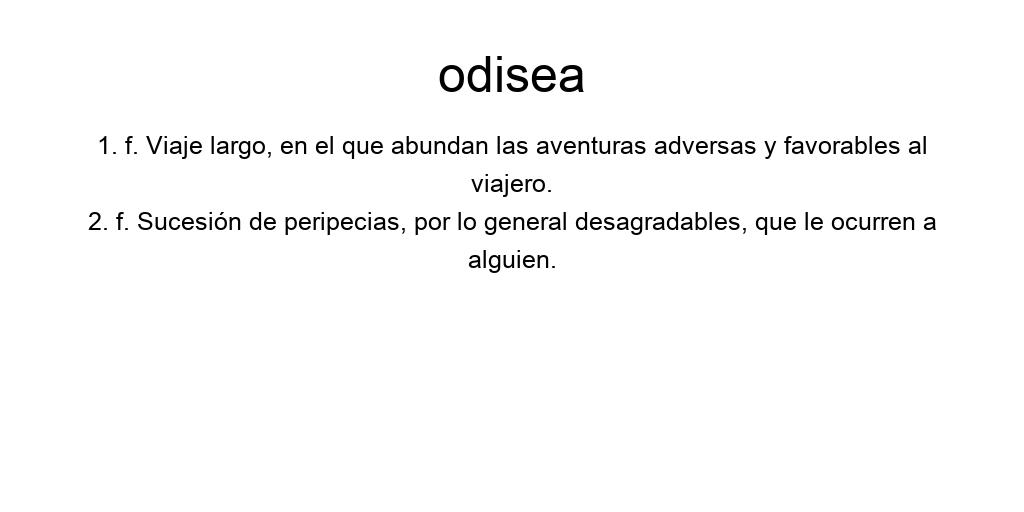 odisea
1. f. Viaje largo, en el que abundan las aventuras adversas y favorables al
viajero.
2. f. Sucesión de peripecias, por lo general desagradables, que le ocurren a
alguien.